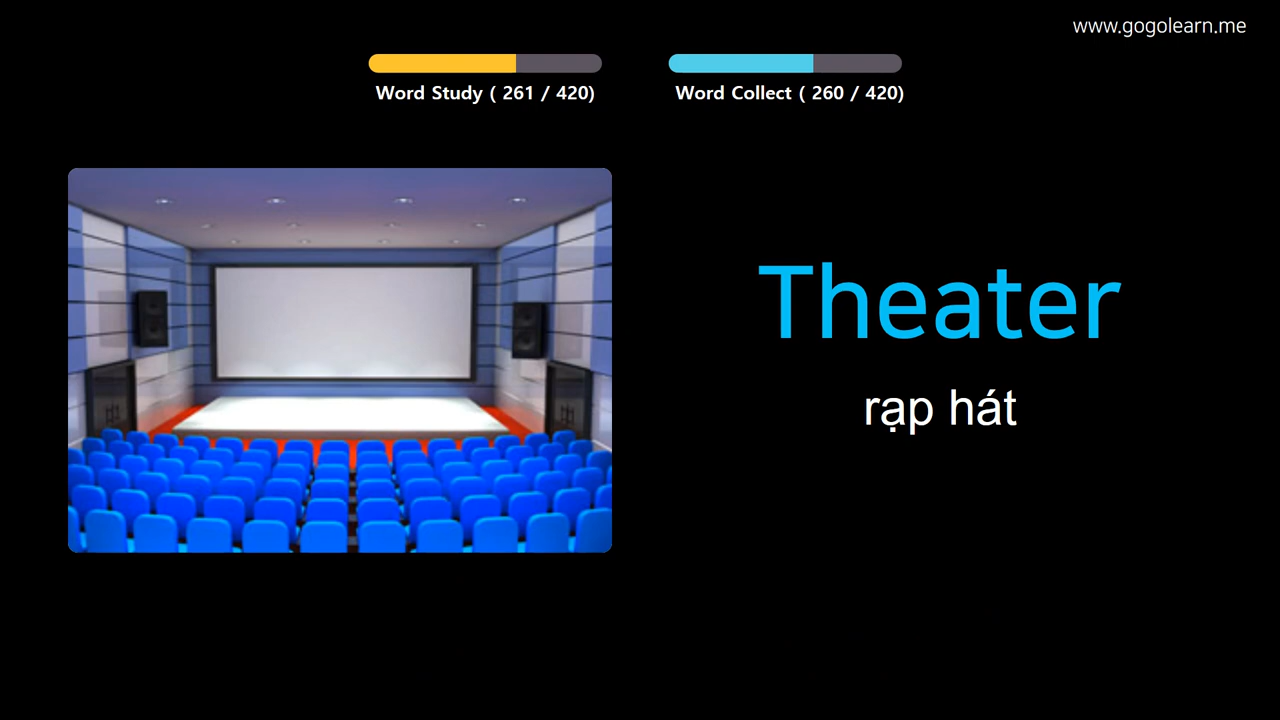 www.gogolearn.me
Word Study ( 261 / 420)
Word Collect ( 260 / 420)
Theater
rạp hát